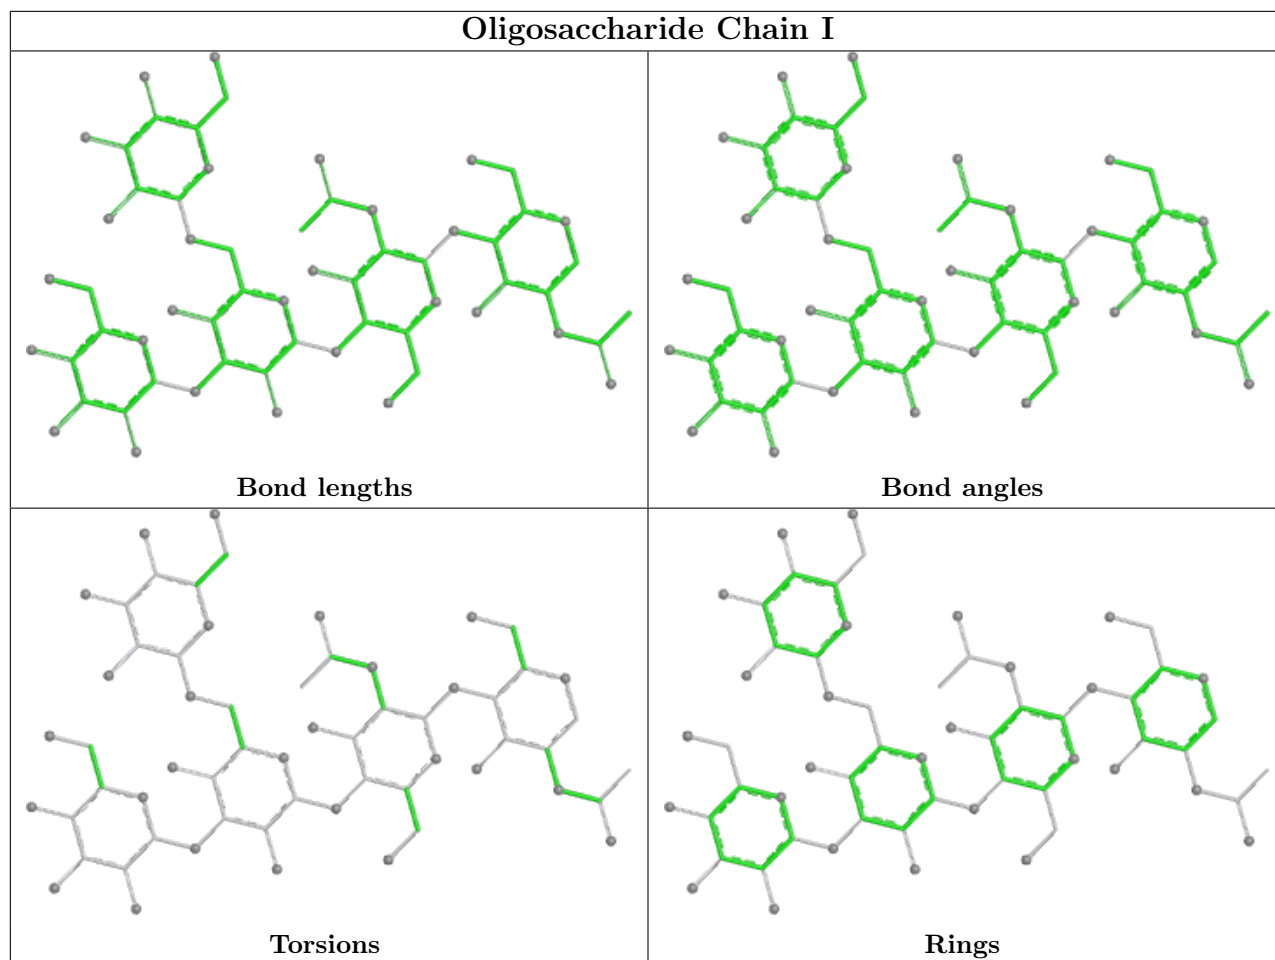 Oligosaccharide Chain I
Bond lengths
Bond angles
Torsions
Rings